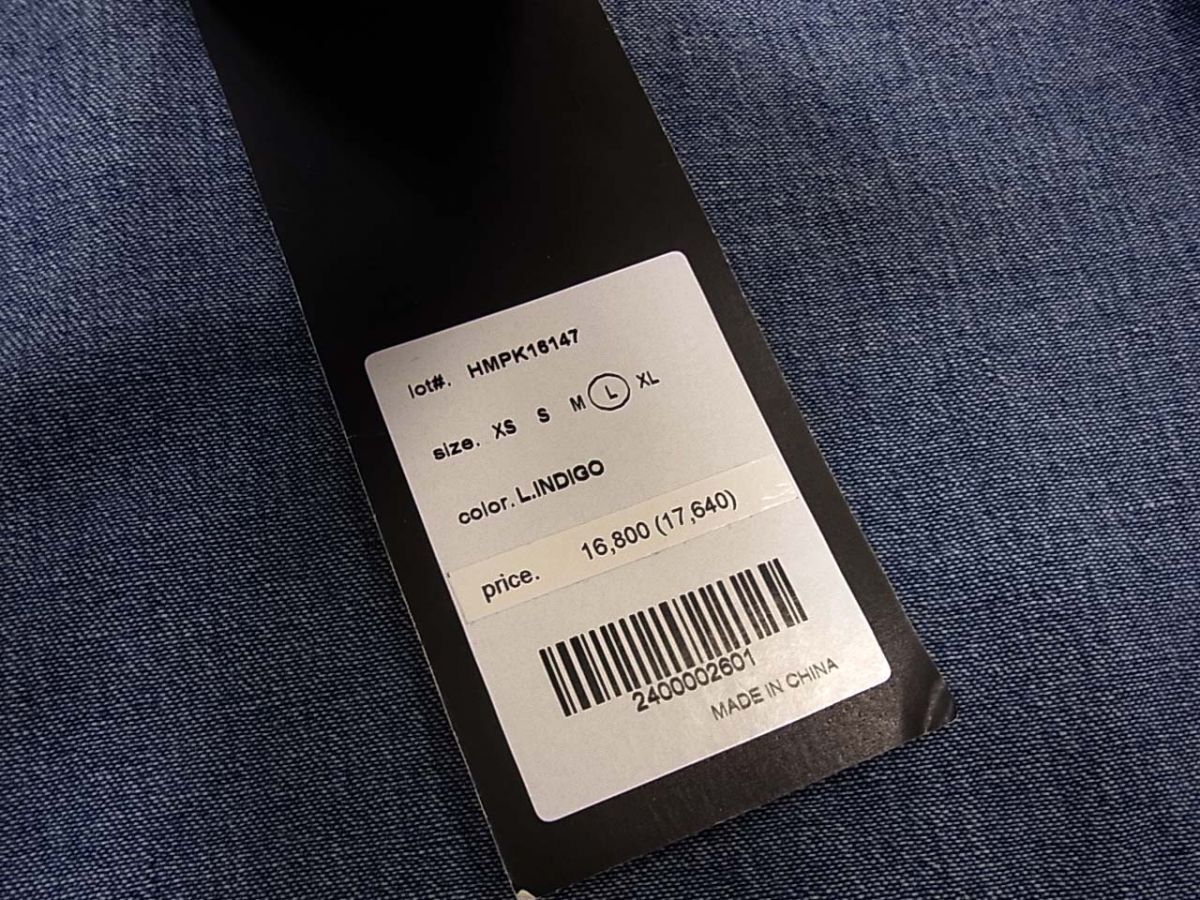 lot#. HMPK16147
size. XS S M L XL
color. L.INDIGO
price. 16,800 (17,640)
2400002601
MADE IN CHINA